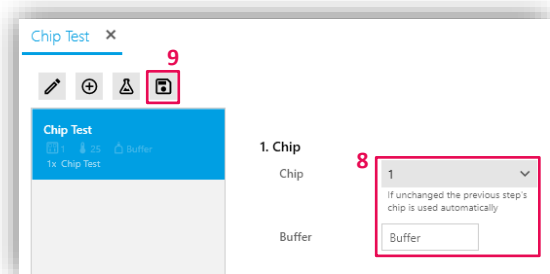 Chip Test ×
9
Chip Test
1 25 Buffer
1x Chip Test
1. Chip
8
Chip
1
If unchanged the previous step's
chip is used automatically
Buffer
Buffer